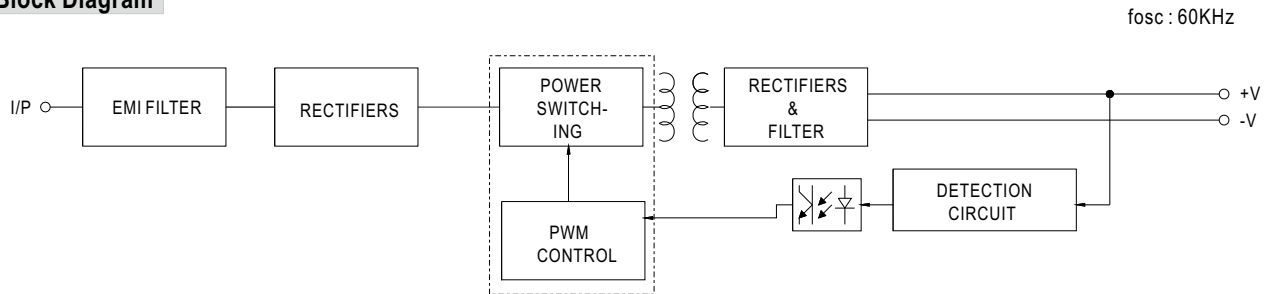 Block Diagram
fosc : 60KHz
I/P
EMI FILTER
RECTIFIERS
POWER
SWITCH-
ING
RECTIFIERS
&
FILTER
+V
-V
DETECTION
CIRCUIT
PWM
CONTROL